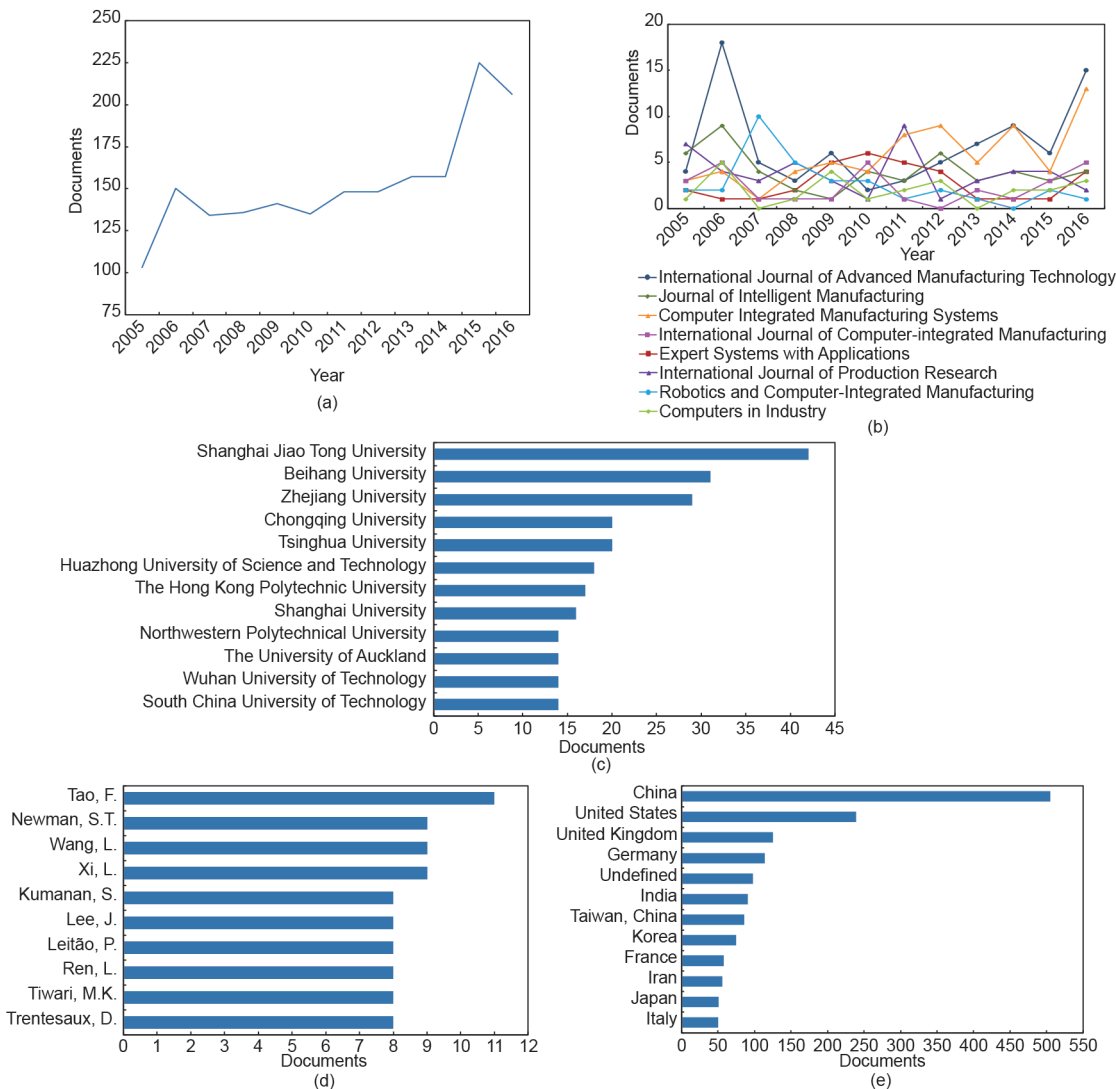 250
225
200
175
150
125
100
75
Documents
2005 2006 2007 2008 2009 2010 2011 2012 2013 2014 2015 2016
Year
(a)
20
15
10
5
0
Documents
2005 2006 2007 2008 2009 2010 2011 2012 2013 2014 2015 2016
Year
International Journal of Advanced Manufacturing Technology
Journal of Intelligent Manufacturing
Computer Integrated Manufacturing Systems
International Journal of Computer-integrated Manufacturing
Expert Systems with Applications
International Journal of Production Research
Robotics and Computer-Integrated Manufacturing
Computers in Industry
(b)
Shanghai Jiao Tong University
Beihang University
Zhejiang University
Chongqing University
Tsinghua University
Huazhong University of Science and Technology
The Hong Kong Polytechnic University
Shanghai University
Northwestern Polytechnical University
The University of Auckland
Wuhan University of Technology
South China University of Technology
0 5 10 15 20 25 30 35 40 45
Documents
(c)
Tao, F.
Newman, S.T.
Wang, L.
Xi, L.
Kumanan, S.
Lee, J.
Leitão, P.
Ren, L.
Tiwari, M.K.
Trentesaux, D.
0 1 2 3 4 5 6 7 8 9 10 11 12
Documents
(d)
China
United States
United Kingdom
Germany
Undefined
India
Taiwan, China
Korea
France
Iran
Japan
Italy
0 50 100 150 200 250 300 350 400 450 500 550
Documents
(e)